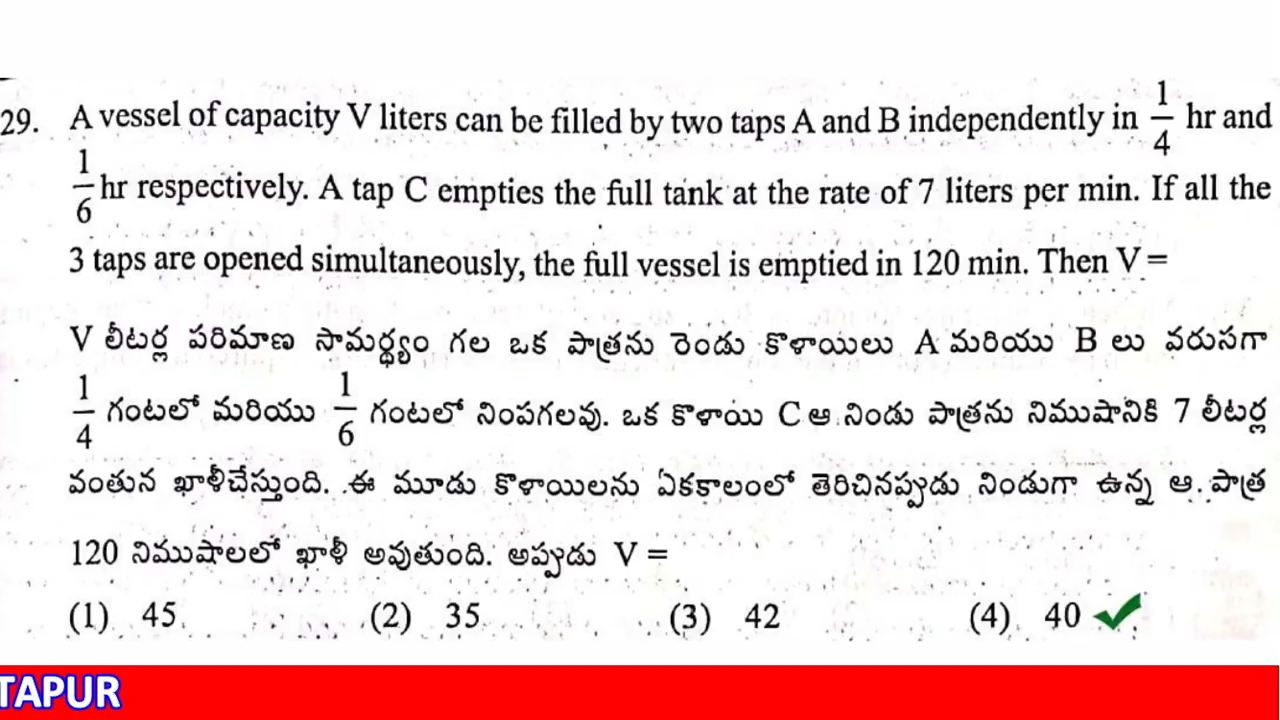 29. A vessel of capacity V liters can be filled by two taps A and B independently in 1/4 hr and
1/6 hr respectively. A tap C empties the full tank at the rate of 7 liters per min. If all the
3 taps are opened simultaneously, the full vessel is emptied in 120 min. Then V =
V లీటర్ల పరిమాణ సామర్థ్యం గల ఒక పాత్రను రెండు కొళాయిలు A మరియు B లు వరుసగా
1/4 గంటలో మరియు 1/6 గంటలో నింపగలవు. ఒక కొళాయి C ఆ నిండు పాత్రను నిముషానికి 7 లీటర్ల
వంతున ఖాళీచేస్తుంది. ఈ మూడు కొళాయిలను ఏకకాలంలో తెరిచినప్పుడు నిండుగా ఉన్న ఆ పాత్ర
120 నిముషాలలో ఖాళీ అవుతుంది. అప్పుడు V =
(1) 45 (2) 35 (3) 42 (4) 40
TAPUR